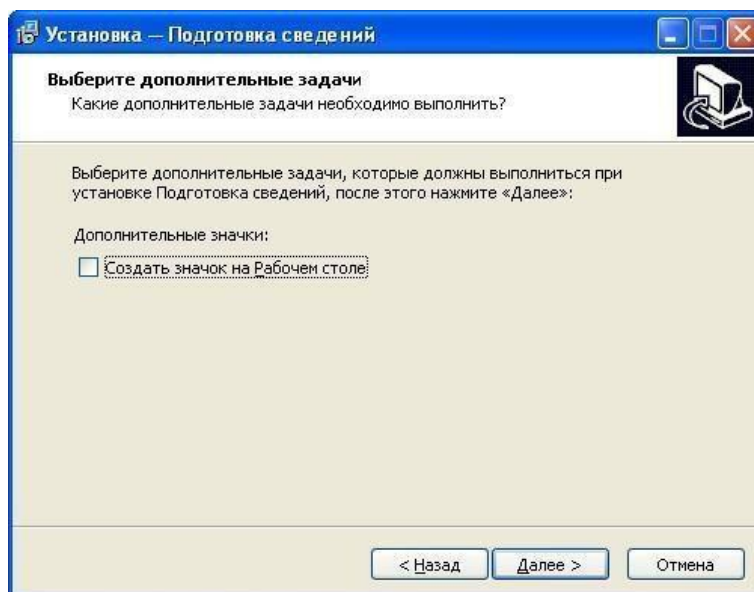 Установка — Подготовка сведений
Выберите дополнительные задачи
Какие дополнительные задачи необходимо выполнить?
Выберите дополнительные задачи, которые должны выполниться при
установке Подготовка сведений, после этого нажмите «Далее»:
Дополнительные значки:
Создать значок на Рабочем столе
< Назад
Далее >
Отмена